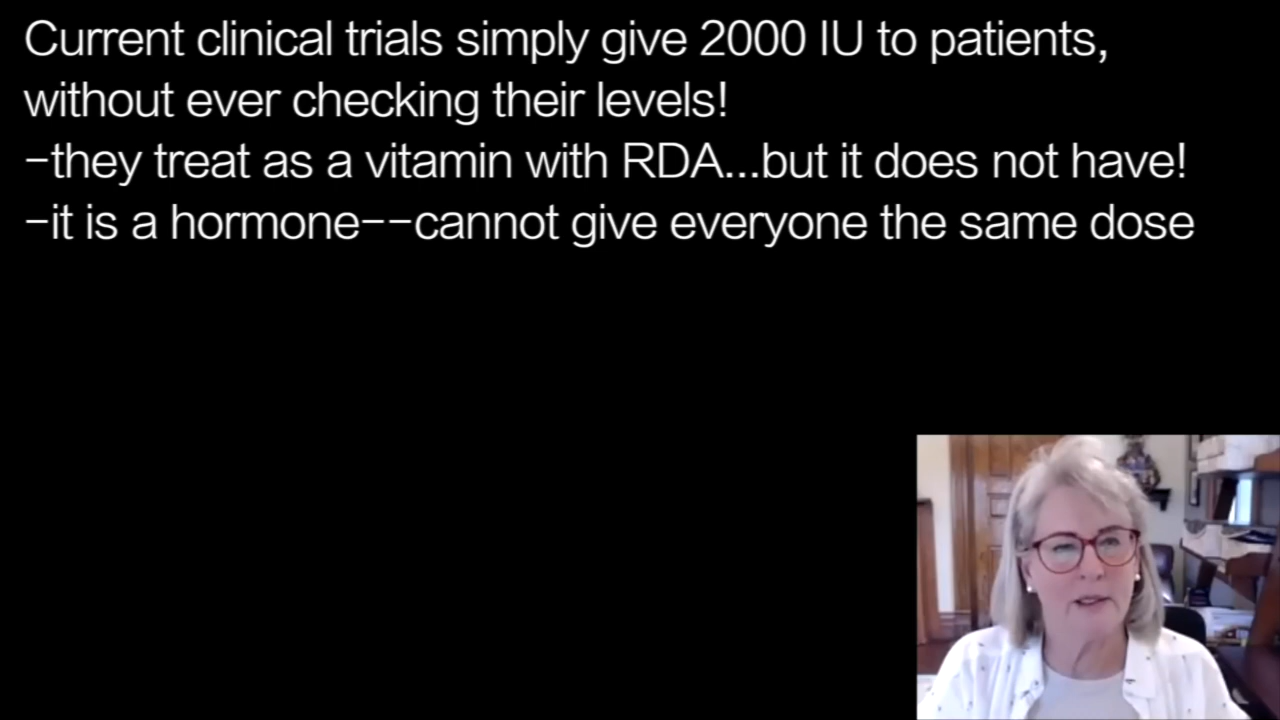 Current clinical trials simply give 2000 IU to patients,
without ever checking their levels!
-they treat as a vitamin with RDA...but it does not have!
-it is a hormone--cannot give everyone the same dose